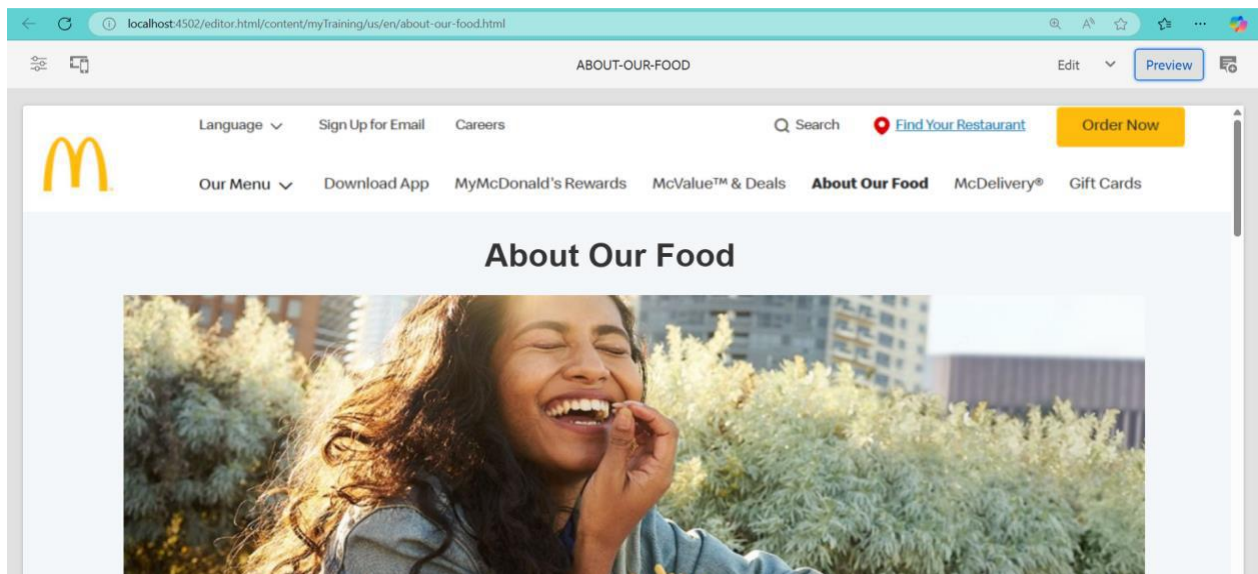 localhost:4502/editor.html/content/myTraining/us/en/about-our-food.html
ABOUT-OUR-FOOD Edit Preview
Language Sign Up for Email Careers Search Find Your Restaurant Order Now
Our Menu Download App MyMcDonald's Rewards McValue™ & Deals About Our Food McDelivery® Gift Cards
About Our Food